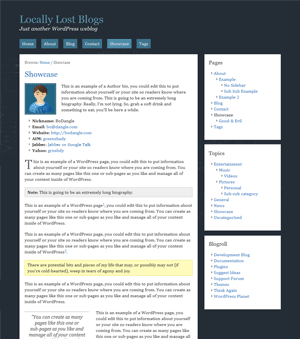 Locally Lost Blogs
Just another WordPress weblog
Home
About
Blog
Contact
Showcase
Tags
Browse: Home / Showcase
Showcase
This is an example of a Author bio, you could edit this to put
information about yourself or your site so readers know where
you are coming from. This is going to be an extremely long
biography. Really, I'm not lying. So, grab a soft drink and
something to eat, you'll be here a while.
Nickname: BoDangle
Email: bo@dangle.com
Website: http://bodangle.com
AIM:
Jabber: Jabber or Google Talk
Yahoo:
This is an example of a WordPress page, you could edit this to put information
about yourself or your site so readers know where you are coming from. You can
create as many pages like this one or sub-pages as you like and manage all of
your content inside of WordPress.
Note: This is going to be an extremely long biography.
This is an example of a WordPress page, you could edit this to put information about
yourself or your site so readers know where you are coming from. You can create as
many pages like this one or sub-pages as you like and manage all of your content
inside of WordPress.
This is an example of a WordPress page, you could edit this to put information about
yourself or your site so readers know where you are coming from. You can create as
many pages like this one or sub-pages as you like and manage all of your content
inside of WordPress.
There are potential bits and pieces of my life that may, or possibly may not (if
you're cold-hearted), weep in tears of agony and joy.
This is an example of a WordPress page, you could edit this to put information about
yourself or your site so readers know where you are coming from. You can create as
many pages like this one or sub-pages as you like and manage all of your content
inside of WordPress.
"You can create as
many pages like this
one or sub-pages as
you like and manage
all of your content
This is an example of a WordPress page, you
could edit this to put information about
yourself or your site so readers know where
you are coming from. You can create as many
pages like this one or sub-pages as you like
and manage all of your content inside of
Pages
About
Example
No Sidebar
Sub Sub Example
Example 2
Blog
Contact
Showcase
Good & Evil
Tags
Topics
Entertainment
Music
Videos
Pictures
Personal
Sub-sub category
General
News
Showcase
Uncategorized
Blogroll
Development Blog
Documentation
Plugins
Suggest Ideas
Support Forum
Themes
Think Again
WordPress Planet